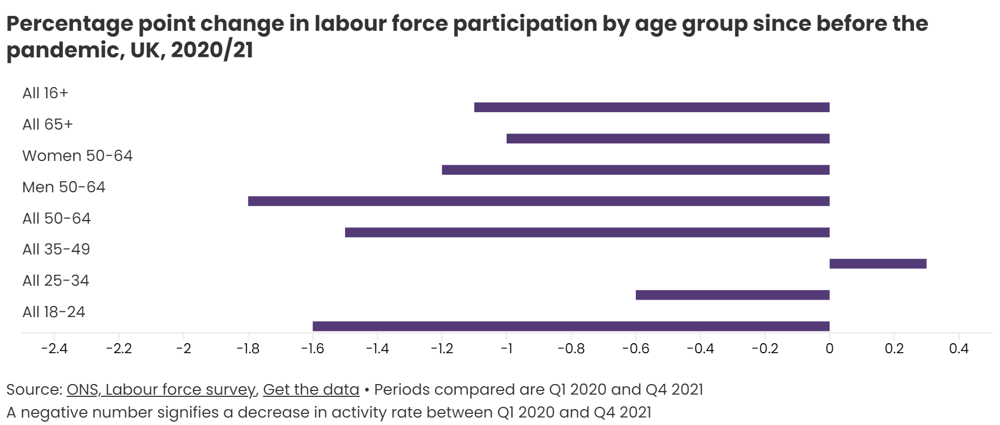 Percentage point change in labour force participation by age group since before the
pandemic, UK, 2020/21
All 16+
All 65+
Women 50-64
Men 50-64
All 50-64
All 35-49
All 25-34
All 18-24
-2.4 -2.2 -2 -1.8 -1.6 -1.4 -1.2 -1 -0.8 -0.6 -0.4 -0.2 0 0.2 0.4
Source: ONS, Labour force survey, Get the data • Periods compared are Q1 2020 and Q4 2021
A negative number signifies a decrease in activity rate between Q1 2020 and Q4 2021